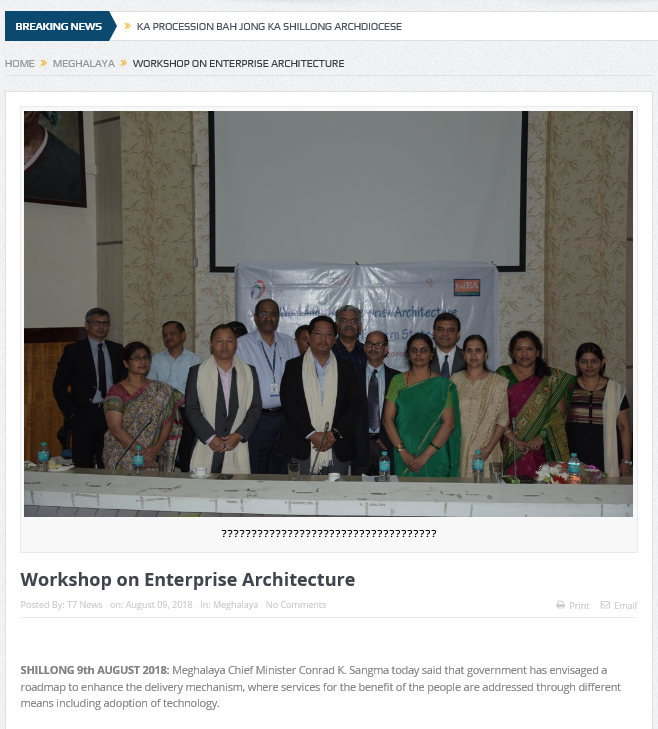 BREAKING NEWS
KA PROCESSION BAH JONG KA SHILLONG ARCHDIOCESE
HOME » MEGHALAYA » WORKSHOP ON ENTERPRISE ARCHITECTURE
IndEA
Architecture
????????????????????????????????????
Workshop on Enterprise Architecture
Posted By: T7 News on: August 09, 2018 In: Meghalaya No Comments
Print Email
SHILLONG 9th AUGUST 2018: Meghalaya Chief Minister Conrad K. Sangma today said that government has envisaged a
roadmap to enhance the delivery mechanism, where services for the benefit of the people are addressed through different
means including adoption of technology.